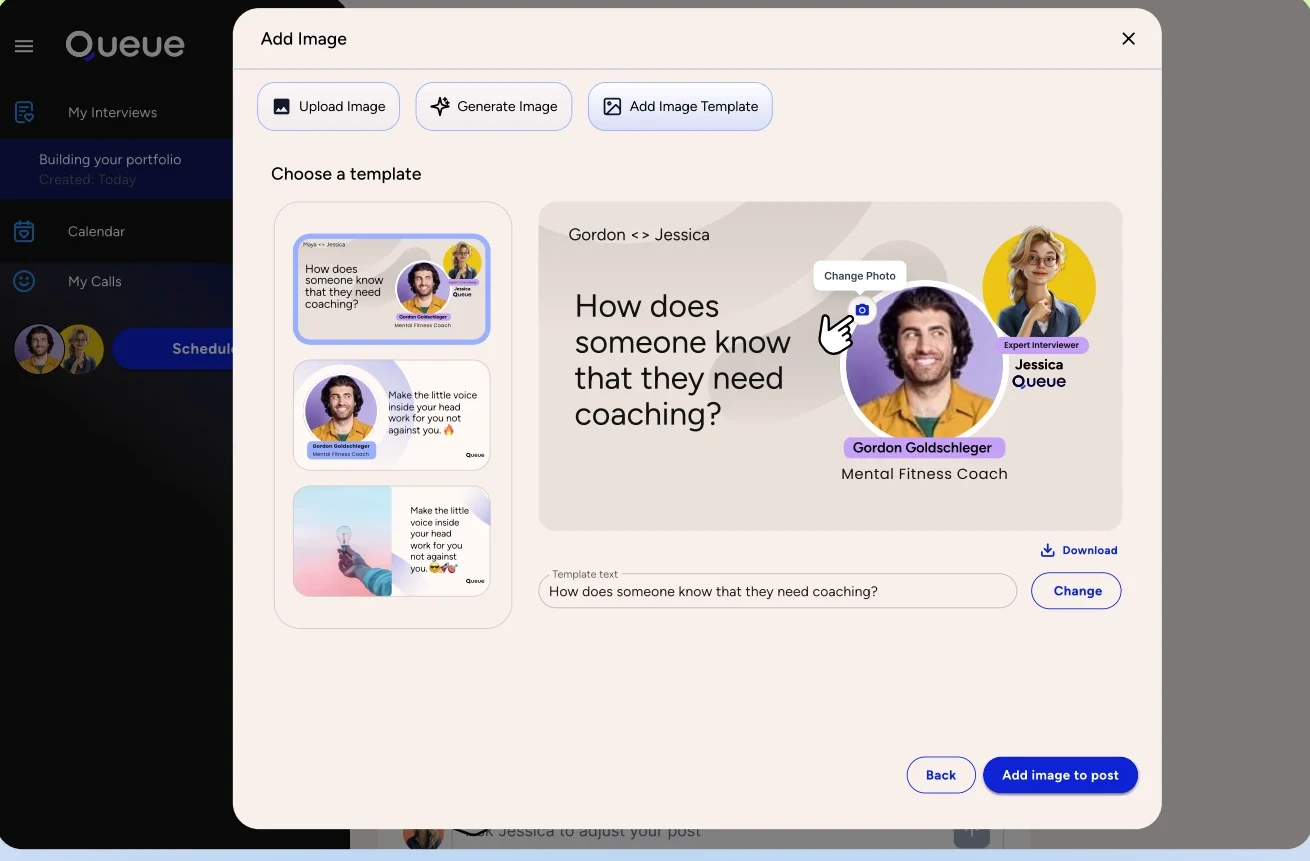 Queue
My Interviews
Building your portfolio
Created: Today
Calendar
My Calls
Add Image
Upload Image
Generate Image
Add Image Template
Choose a template
Maya <> Jessica
How does
someone know
that they need
coaching?
Expert Interviewer
Jessica
Queue
Gordon Goldschleger
Mental Fitness Coach
Make the little voice
inside your head
work for you not
against you. 🔥
Gordon Goldschleger
Mental Fitness Coach
Queue
Make the little
voice inside
your head
work for you
not against
you. 😎🚀🎯
Queue
Gordon <> Jessica
How does
someone know
that they need
coaching?
Change Photo
Expert Interviewer
Jessica
Queue
Gordon Goldschleger
Mental Fitness Coach
Download
Template text
How does someone know that they need coaching?
Change
Back
Add image to post
Jessica to adjust your post